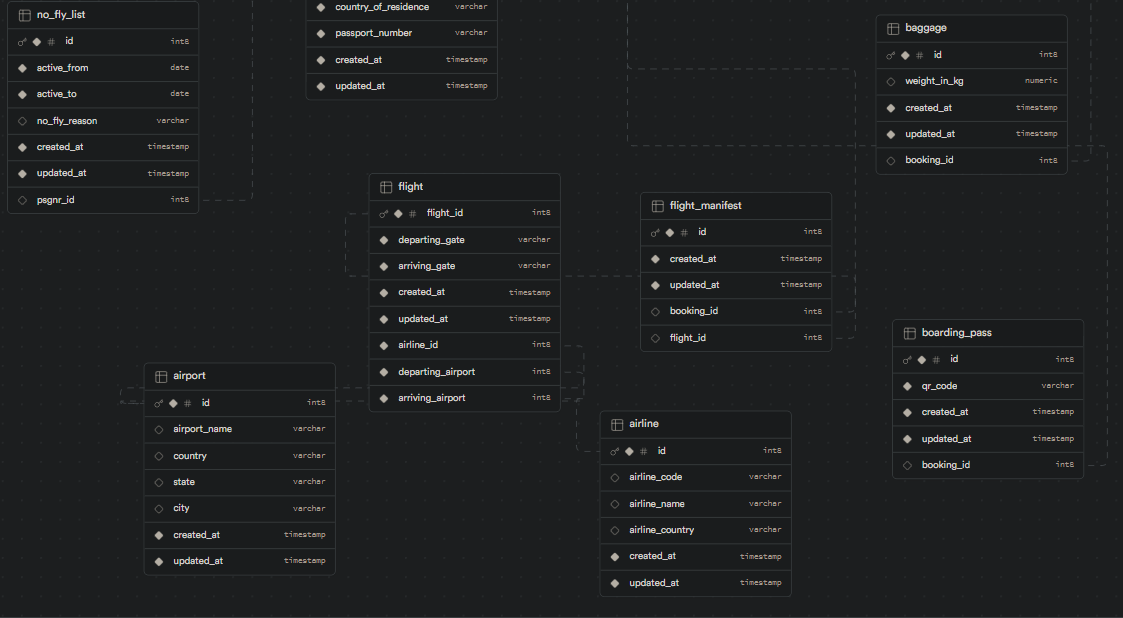 no_fly_list
# id int8
active_from date
active_to date
no_fly_reason varchar
created_at timestamp
updated_at timestamp
psgnr_id int8
country_of_residence varchar
passport_number varchar
created_at timestamp
updated_at timestamp
baggage
# id int8
weight_in_kg numeric
created_at timestamp
updated_at timestamp
booking_id int8
flight
# flight_id int8
departing_gate varchar
arriving_gate varchar
created_at timestamp
updated_at timestamp
airline_id int8
departing_airport int8
arriving_airport int8
flight_manifest
# id int8
created_at timestamp
updated_at timestamp
booking_id int8
flight_id int8
boarding_pass
# id int8
qr_code varchar
created_at timestamp
updated_at timestamp
booking_id int8
airport
# id int8
airport_name varchar
country varchar
state varchar
city varchar
created_at timestamp
updated_at timestamp
airline
# id int8
airline_code varchar
airline_name varchar
airline_country varchar
created_at timestamp
updated_at timestamp